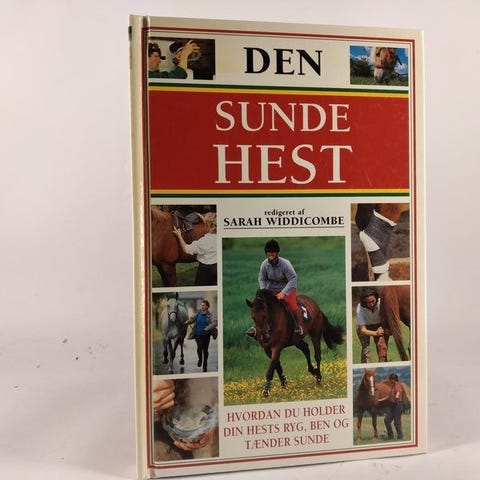 DEN
SUNDE
HEST
redigeret af
SARAH WIDDICOMBE
HVORDAN DU HOLDER
DIN HESTS RYG, BEN OG
TÆNDER SUNDE